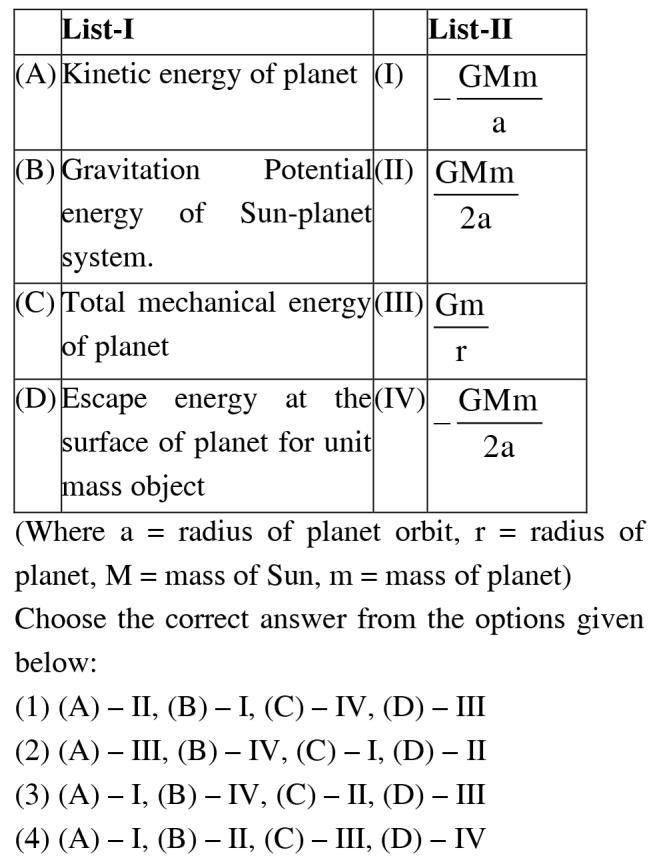 List-I List-II
(A) Kinetic energy of planet (I) − GMm
a
(B) Gravitation Potential (II) GMm
energy of Sun-planet 2a
system.
(C) Total mechanical energy (III) Gm
of planet r
(D) Escape energy at the (IV) − GMm
surface of planet for unit 2a
mass object
(Where a = radius of planet orbit, r = radius of
planet, M = mass of Sun, m = mass of planet)
Choose the correct answer from the options given
below:
(1) (A) – II, (B) – I, (C) – IV, (D) – III
(2) (A) – III, (B) – IV, (C) – I, (D) – II
(3) (A) – I, (B) – IV, (C) – II, (D) – III
(4) (A) – I, (B) – II, (C) – III, (D) – IV